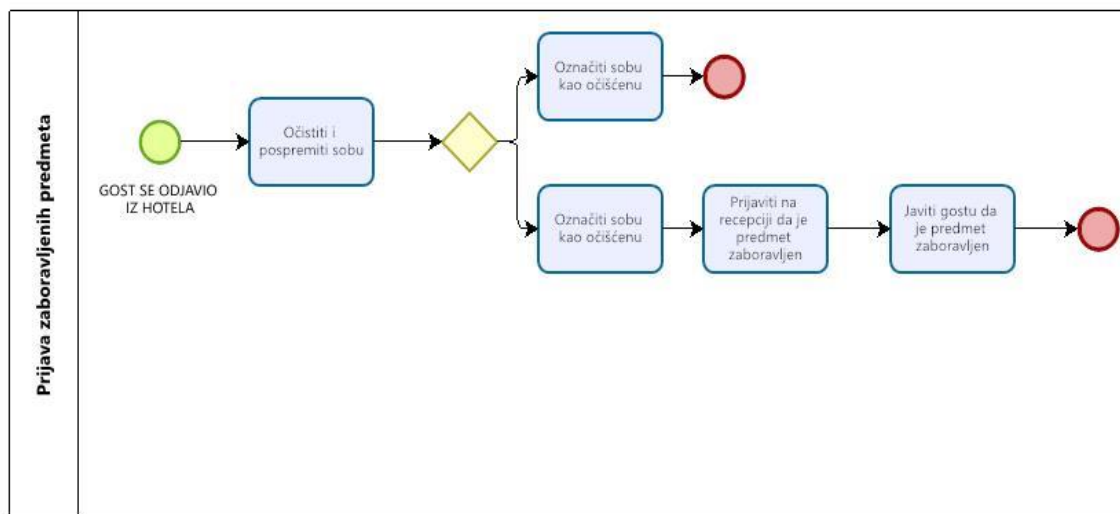 Prijava zaboravljenih predmeta
GOST SE ODJAVIO
IZ HOTELA
Očistiti i
pospremiti sobu
Označiti sobu
kao očišćenu
Označiti sobu
kao očišćenu
Prijaviti na
recepciji da je
predmet
zaboravljen
Javiti gostu da
je predmet
zaboravljen